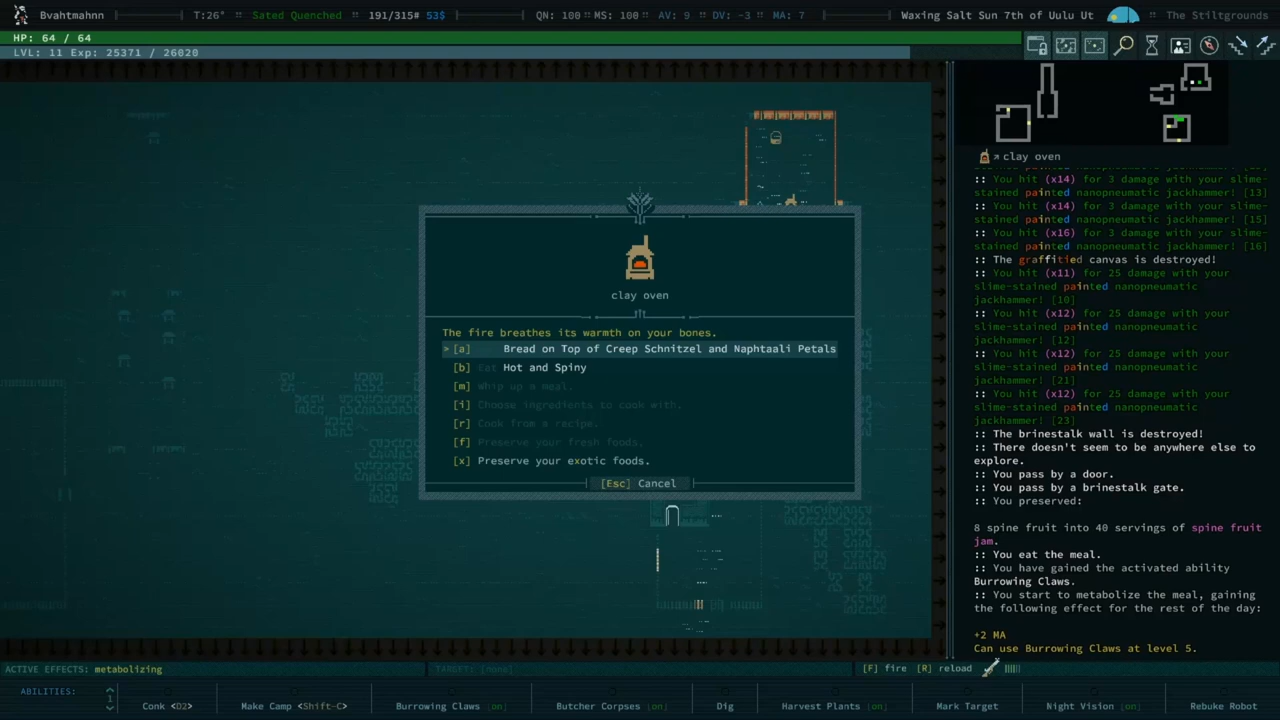 Bvahtmahnn T:26° Sated Quenched 191/315# 53$ QN: 100 MS: 100 AV: 9 DV: -3 MA: 7 Waxing Salt Sun 7th of Uulu Ut The Stiltgrounds
HP: 64 / 64
LVL: 11 Exp: 25371 / 26020
clay oven
The fire breathes its warmth on your bones.
> [a] Bread on Top of Creep Schnitzel and Naphtaali Petals
[b] Eat Hot and Spiny
[m] Whip up a meal.
[i] Choose ingredients to cook with.
[r] Cook from a recipe.
[f] Preserve your fresh foods.
[x] Preserve your exotic foods.
[Esc] Cancel
clay oven
:: You hit (x14) for 3 damage with your slime-
stained painted nanopneumatic jackhammer! [13]
:: You hit (x14) for 3 damage with your slime-
stained painted nanopneumatic jackhammer! [15]
:: You hit (x16) for 3 damage with your slime-
stained painted nanopneumatic jackhammer! [16]
:: The graffitied canvas is destroyed!
:: You hit (x11) for 25 damage with your
slime-stained painted nanopneumatic
jackhammer! [10]
:: You hit (x12) for 25 damage with your
slime-stained painted nanopneumatic
jackhammer! [12]
:: You hit (x12) for 25 damage with your
slime-stained painted nanopneumatic
jackhammer! [21]
:: You hit (x12) for 25 damage with your
slime-stained painted nanopneumatic
jackhammer! [23]
:: The brinestalk wall is destroyed!
:: There doesn't seem to be anywhere else to
explore.
:: You pass by a door.
:: You pass by a brinestalk gate.
:: You preserved:
8 spine fruit into 40 servings of spine fruit
jam.
:: You eat the meal.
:: You have gained the activated ability
Burrowing Claws.
:: You start to metabolize the meal, gaining
the following effect for the rest of the day:
+2 MA
Can use Burrowing Claws at level 5.
ACTIVE EFFECTS: metabolizing TARGET: [none] [F] fire [R] reload
ABILITIES: 1 Conk <D2> Make Camp <Shift-C> Burrowing Claws [on] Butcher Corpses [on] Dig Harvest Plants [on] Mark Target Night Vision [on] Rebuke Robot